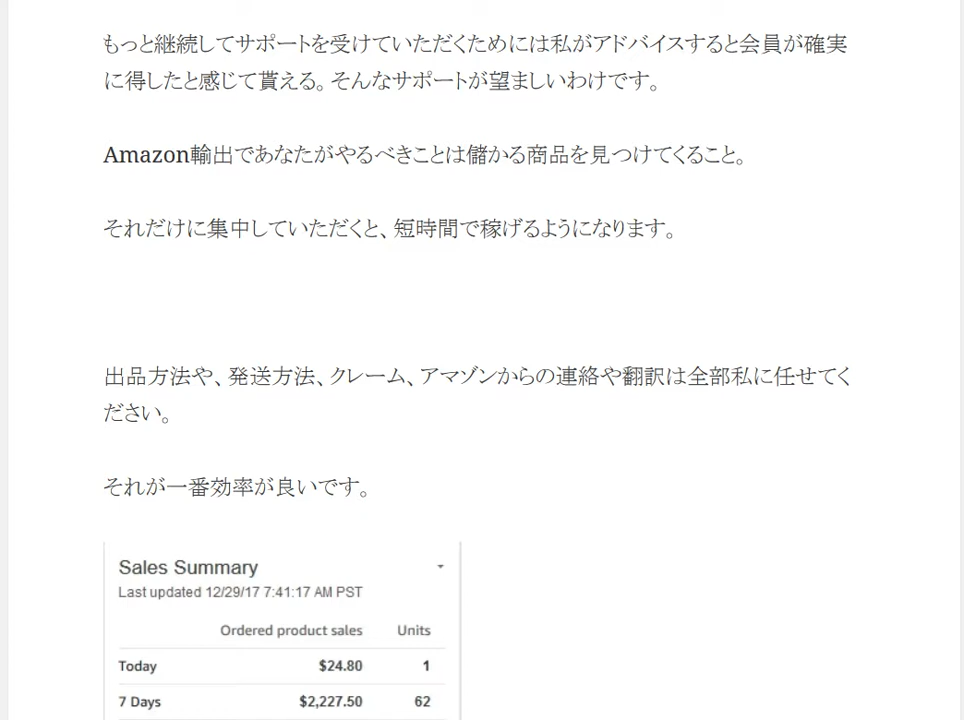 もっと継続してサポートを受けていただくためには私がアドバイスすると会員が確実
に得したと感じて貰える。そんなサポートが望ましいわけです。
Amazon輸出であなたがやるべきことは儲かる商品を見つけてくること。
それだけに集中していただくと、短時間で稼げるようになります。
出品方法や、発送方法、クレーム、アマゾンからの連絡や翻訳は全部私に任せてく
ださい。
それが一番効率が良いです。
Sales Summary
Last updated 12/29/17 7:41:17 AM PST
Ordered product sales Units
Today $24.80 1
7 Days $2,227.50 62